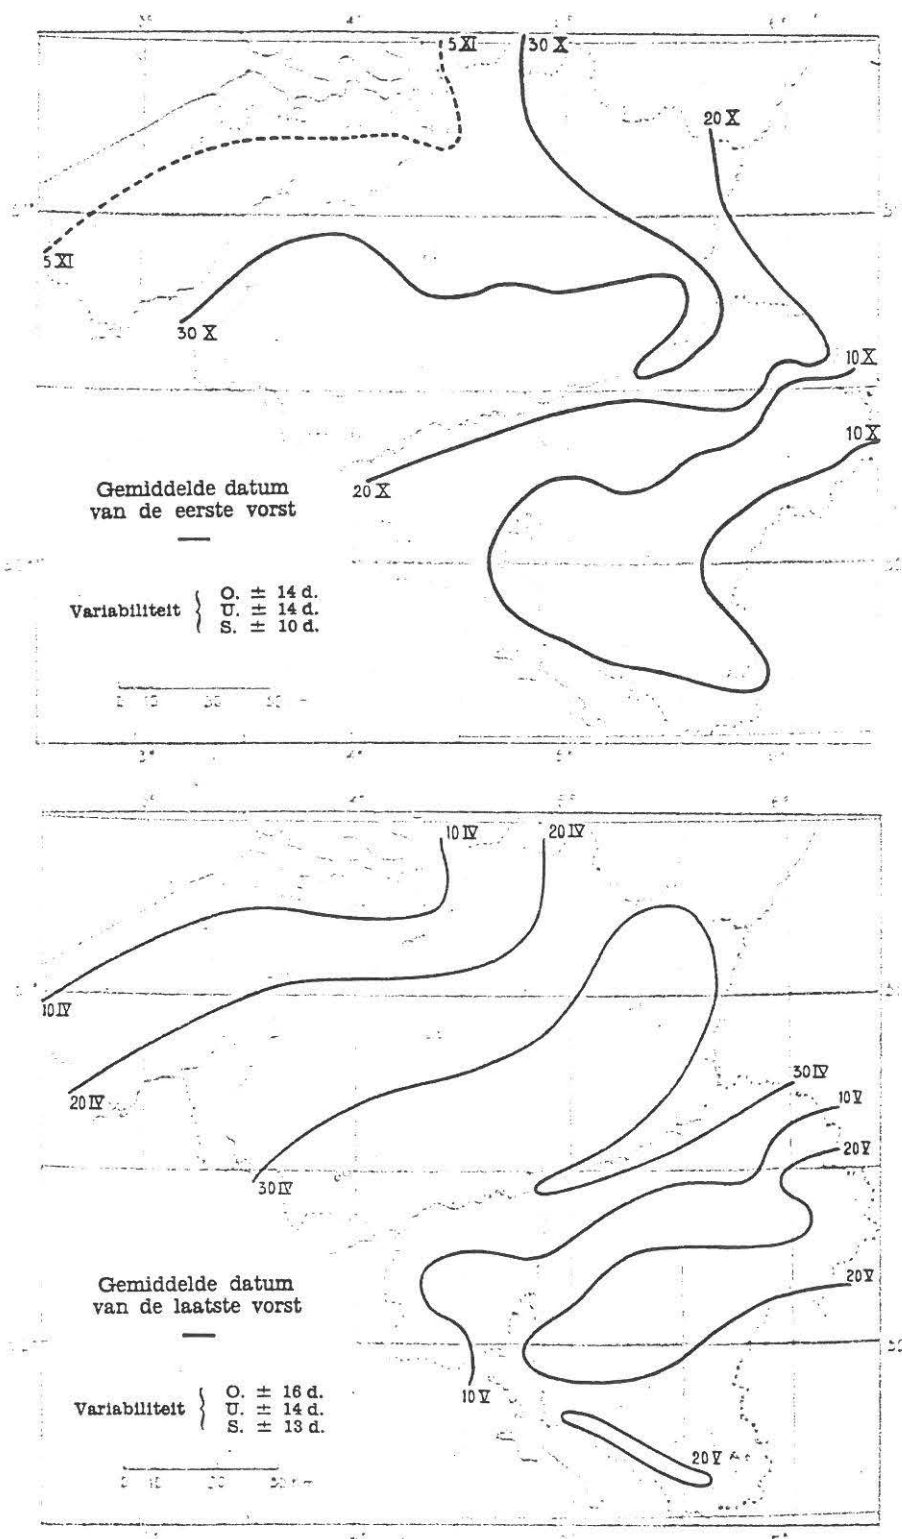 5 XI
30 X
20 X
5 XI
30 X
10 X
10 X
20 X
Gemiddelde datum
van de eerste vorst
Variabiliteit { O. ± 14 d.
U. ± 14 d.
S. ± 10 d.
10 IV
20 IV
10 IV
20 IV
30 IV
10 V
20 V
30 IV
20 V
10 V
20 V
Gemiddelde datum
van de laatste vorst
Variabiliteit { O. ± 16 d.
U. ± 14 d.
S. ± 13 d.